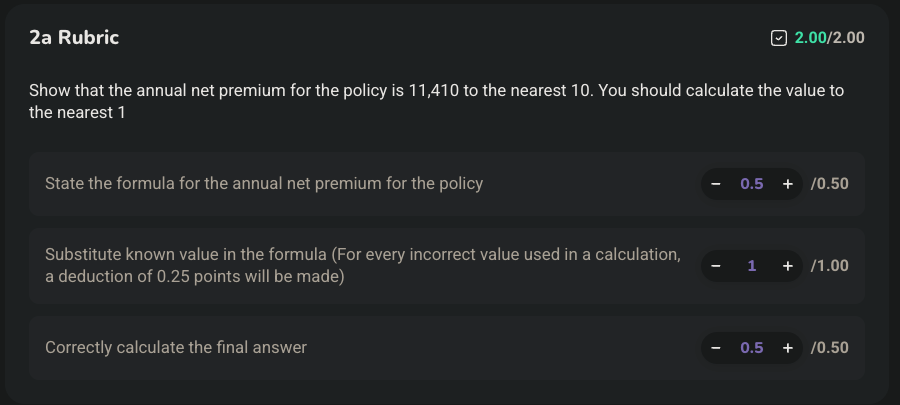 2a Rubric
2.00/2.00
Show that the annual net premium for the policy is 11,410 to the nearest 10. You should calculate the value to
the nearest 1
State the formula for the annual net premium for the policy
− 0.5 + /0.50
Substitute known value in the formula (For every incorrect value used in a calculation,
a deduction of 0.25 points will be made)
− 1 + /1.00
Correctly calculate the final answer
− 0.5 + /0.50